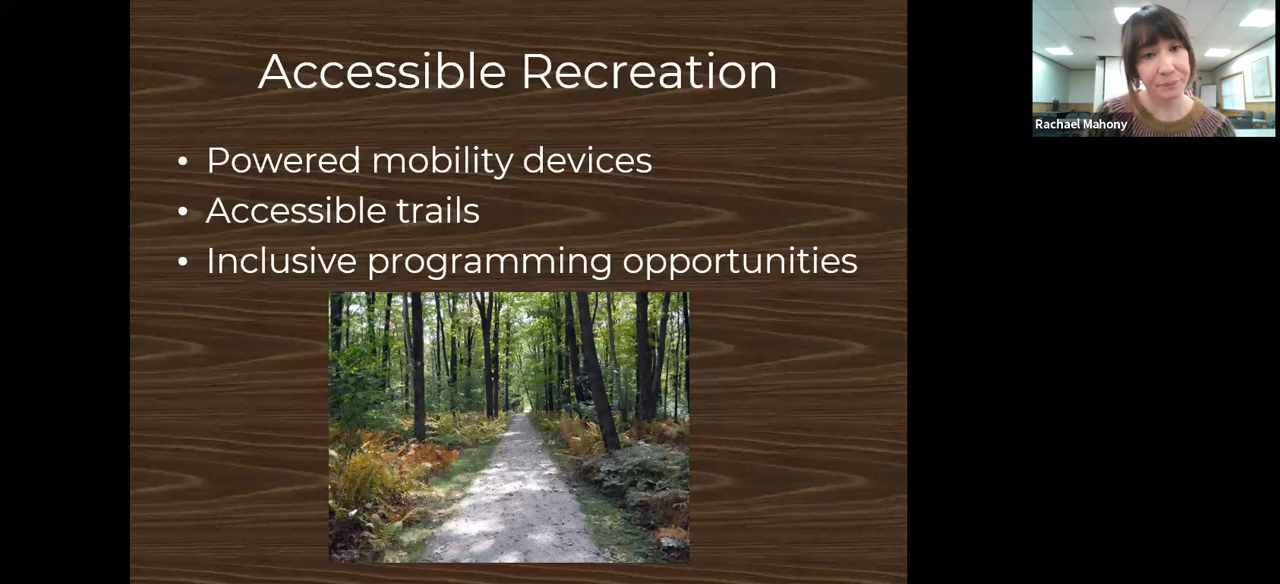 Accessible Recreation
• Powered mobility devices
• Accessible trails
• Inclusive programming opportunities
Rachael Mahony